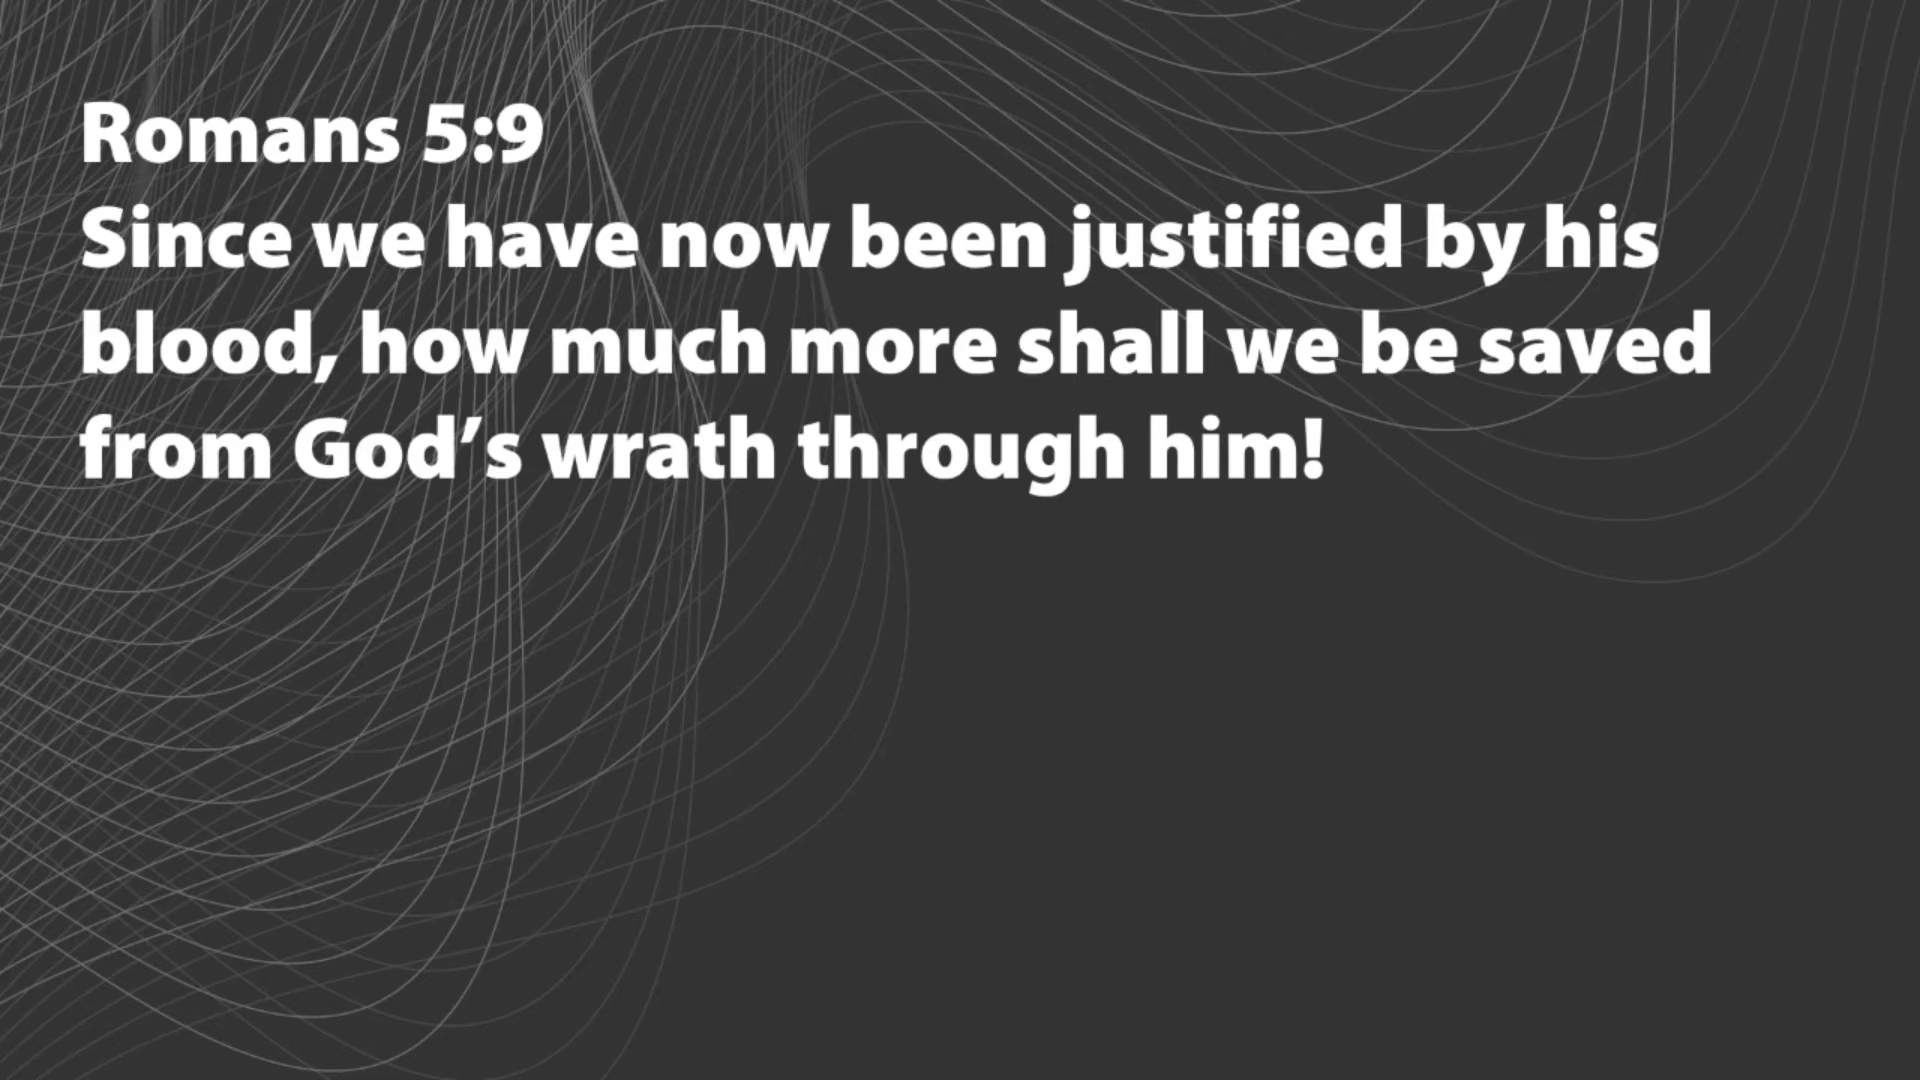 Romans 5:9
Since we have now been justified by his
blood, how much more shall we be saved
from God’s wrath through him!